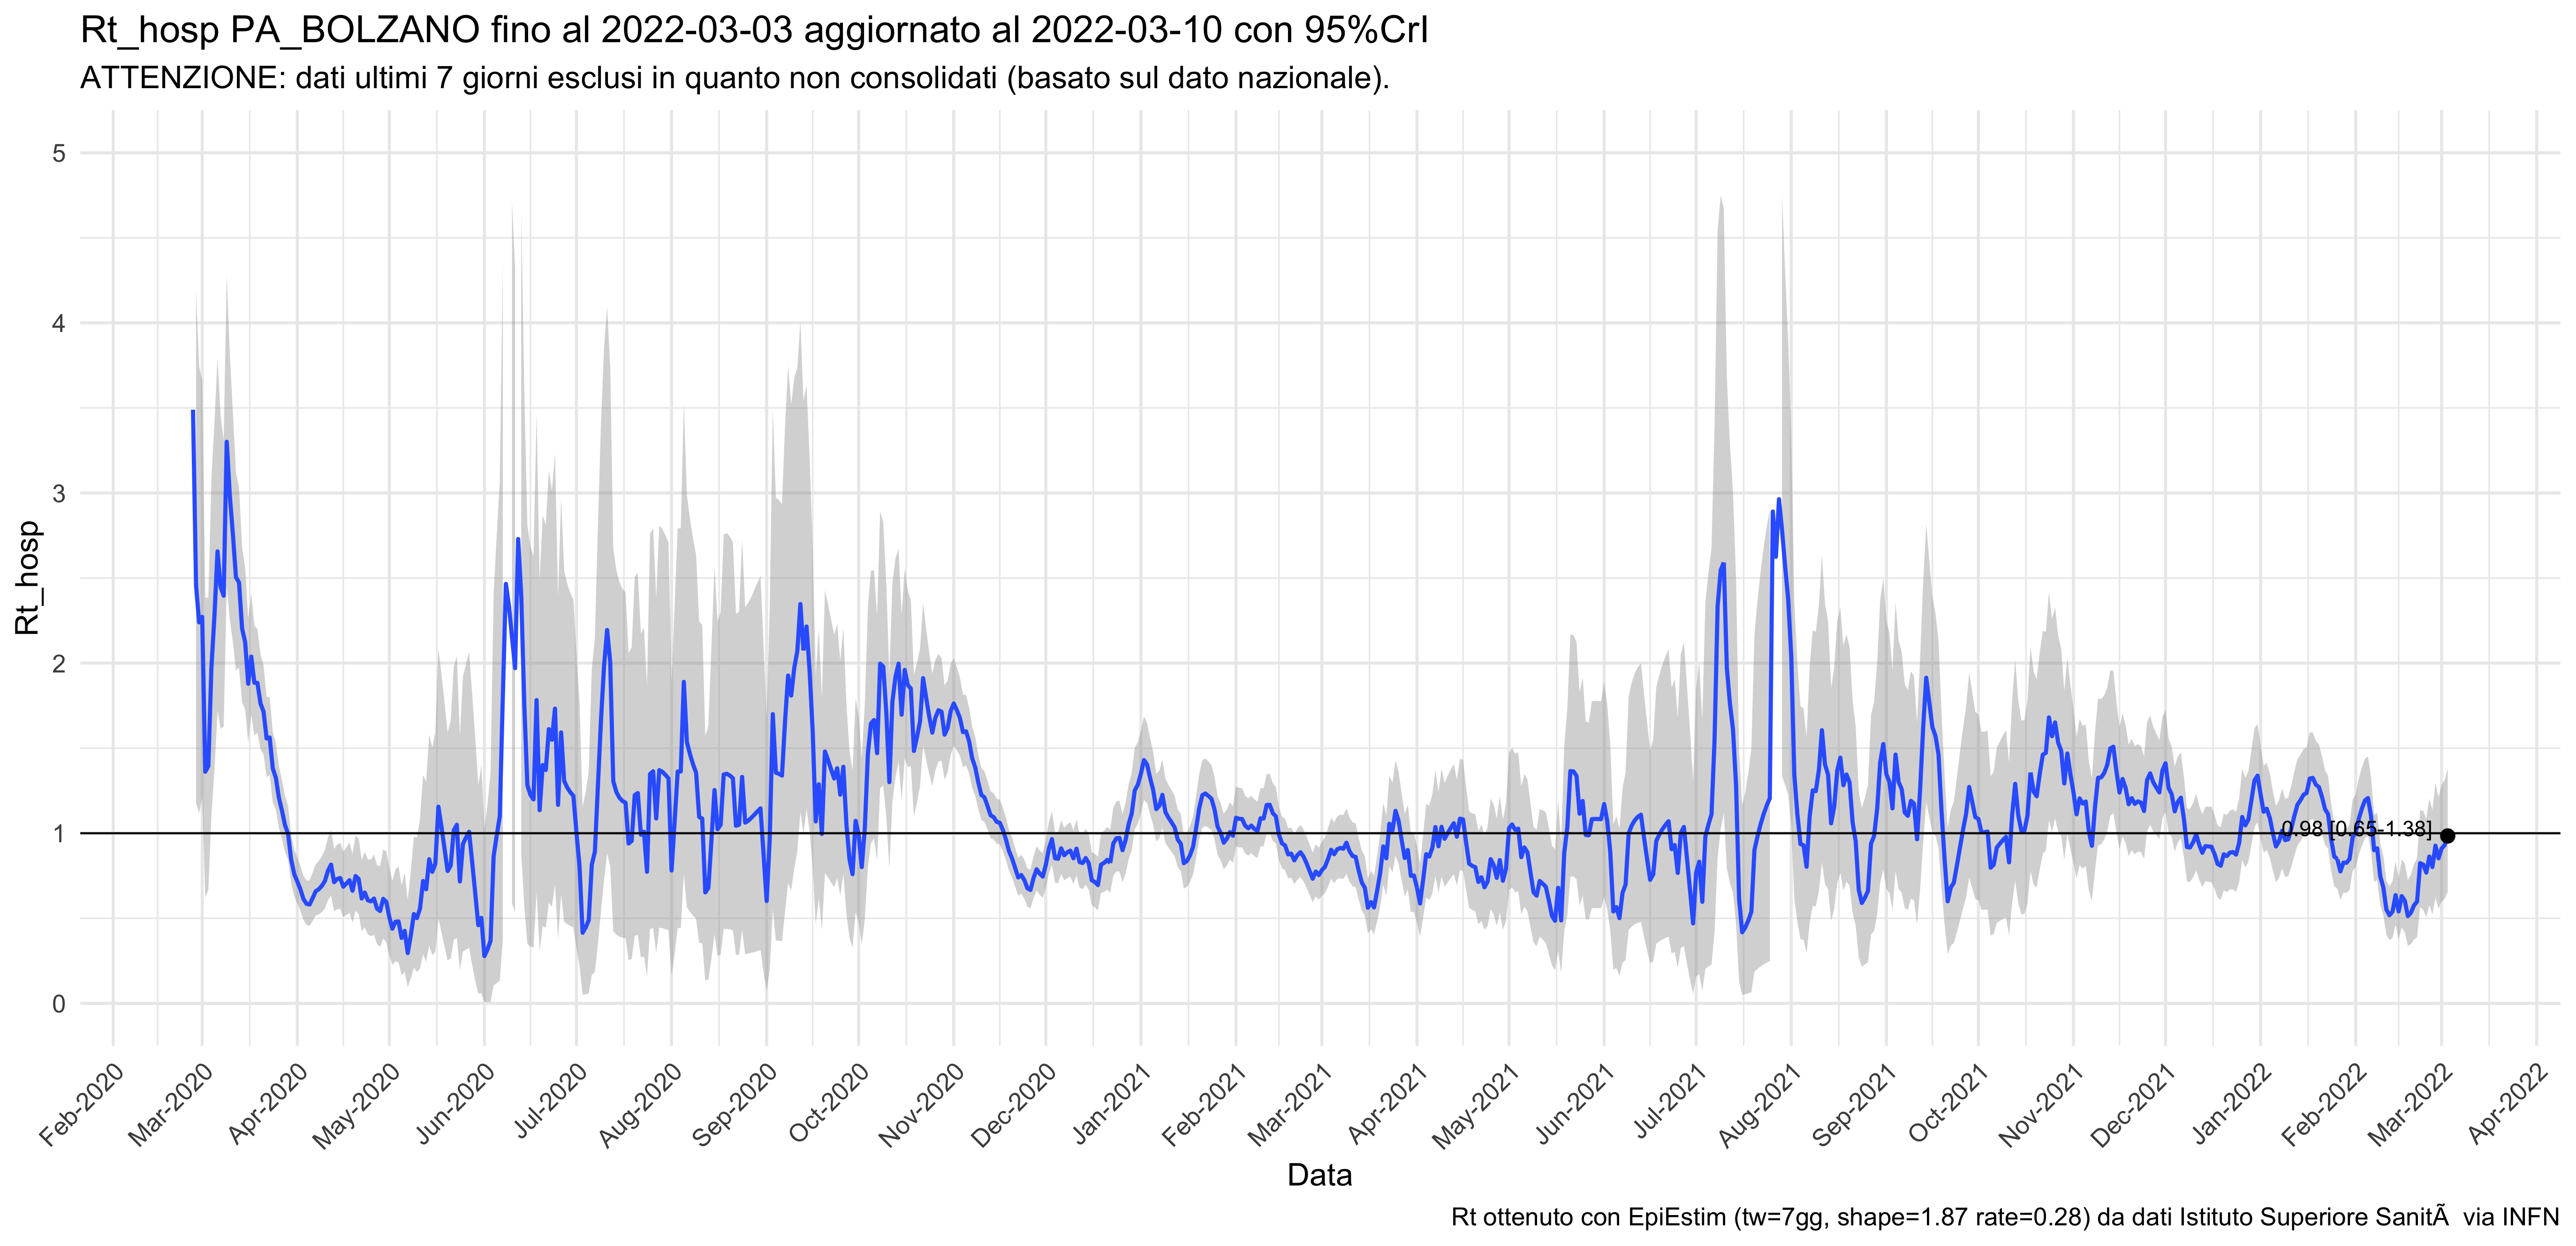 Rt_hosp PA_BOLZANO fino al 2022-03-03 aggiornato al 2022-03-10 con 95%CrI
ATTENZIONE: dati ultimi 7 giorni esclusi in quanto non consolidati (basato sul dato nazionale).
5
4
3
2
1
0
Rt_hosp
0.98 [0.65-1.38]
Feb-2020
Mar-2020
Apr-2020
May-2020
Jun-2020
Jul-2020
Aug-2020
Sep-2020
Oct-2020
Nov-2020
Dec-2020
Jan-2021
Feb-2021
Mar-2021
Apr-2021
May-2021
Jun-2021
Jul-2021
Aug-2021
Sep-2021
Oct-2021
Nov-2021
Dec-2021
Jan-2022
Feb-2022
Mar-2022
Apr-2022
Data
Rt ottenuto con EpiEstim (tw=7gg, shape=1.87 rate=0.28) da dati Istituto Superiore SanitÃ  via INFN